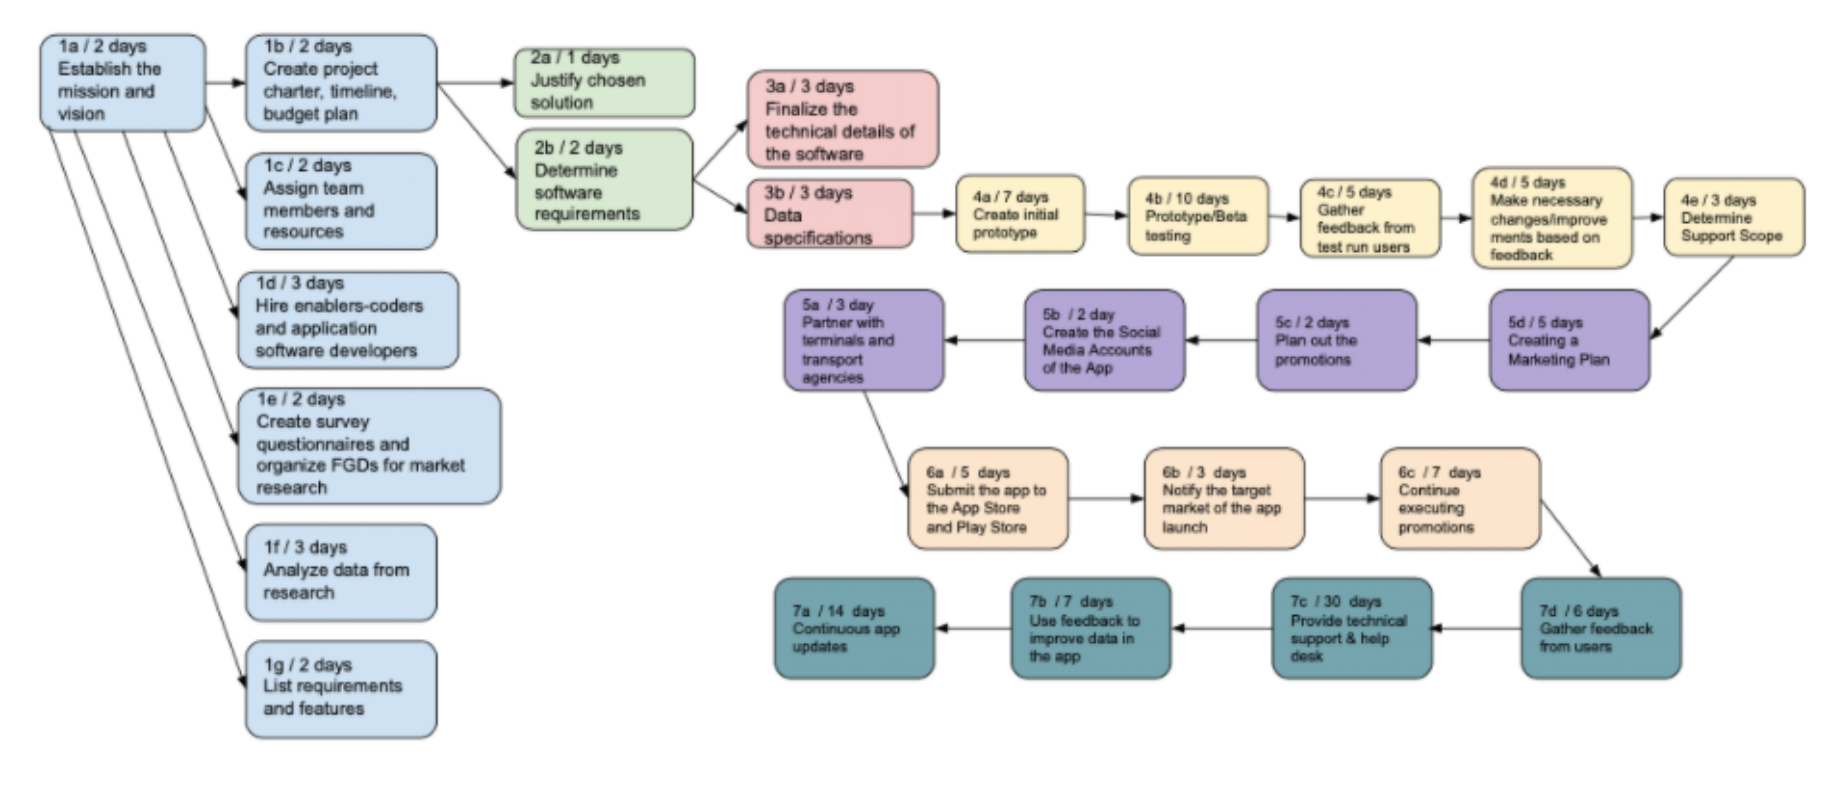 1a / 2 days
Establish the
mission and
vision
1b / 2 days
Create project
charter, timeline,
budget plan
1c / 2 days
Assign team
members and
resources
1d / 3 days
Hire enablers-coders
and application
software developers
1e / 2 days
Create survey
questionnaires and
organize FGDs for market
research
1f / 3 days
Analyze data from
research
1g / 2 days
List requirements
and features
2a / 1 days
Justify chosen
solution
2b / 2 days
Determine
software
requirements
3a / 3 days
Finalize the
technical details of
the software
3b / 3 days
Data
specifications
4a / 7 days
Create initial
prototype
4b / 10 days
Prototype/Beta
testing
4c / 5 days
Gather
feedback from
test run users
4d / 5 days
Make necessary
changes/improve
ments based on
feedback
4e / 3 days
Determine
Support Scope
5a / 3 day
Partner with
terminals and
transport
agencies
5b / 2 day
Create the Social
Media Accounts
of the App
5c / 2 days
Plan out the
promotions
5d / 5 days
Creating a
Marketing Plan
6a / 5 days
Submit the app to
the App Store
and Play Store
6b / 3 days
Notify the target
market of the app
launch
6c / 7 days
Continue
executing
promotions
7a / 14 days
Continuous app
updates
7b / 7 days
Use feedback to
improve data in
the app
7c / 30 days
Provide technical
support & help
desk
7d / 6 days
Gather feedback
from users